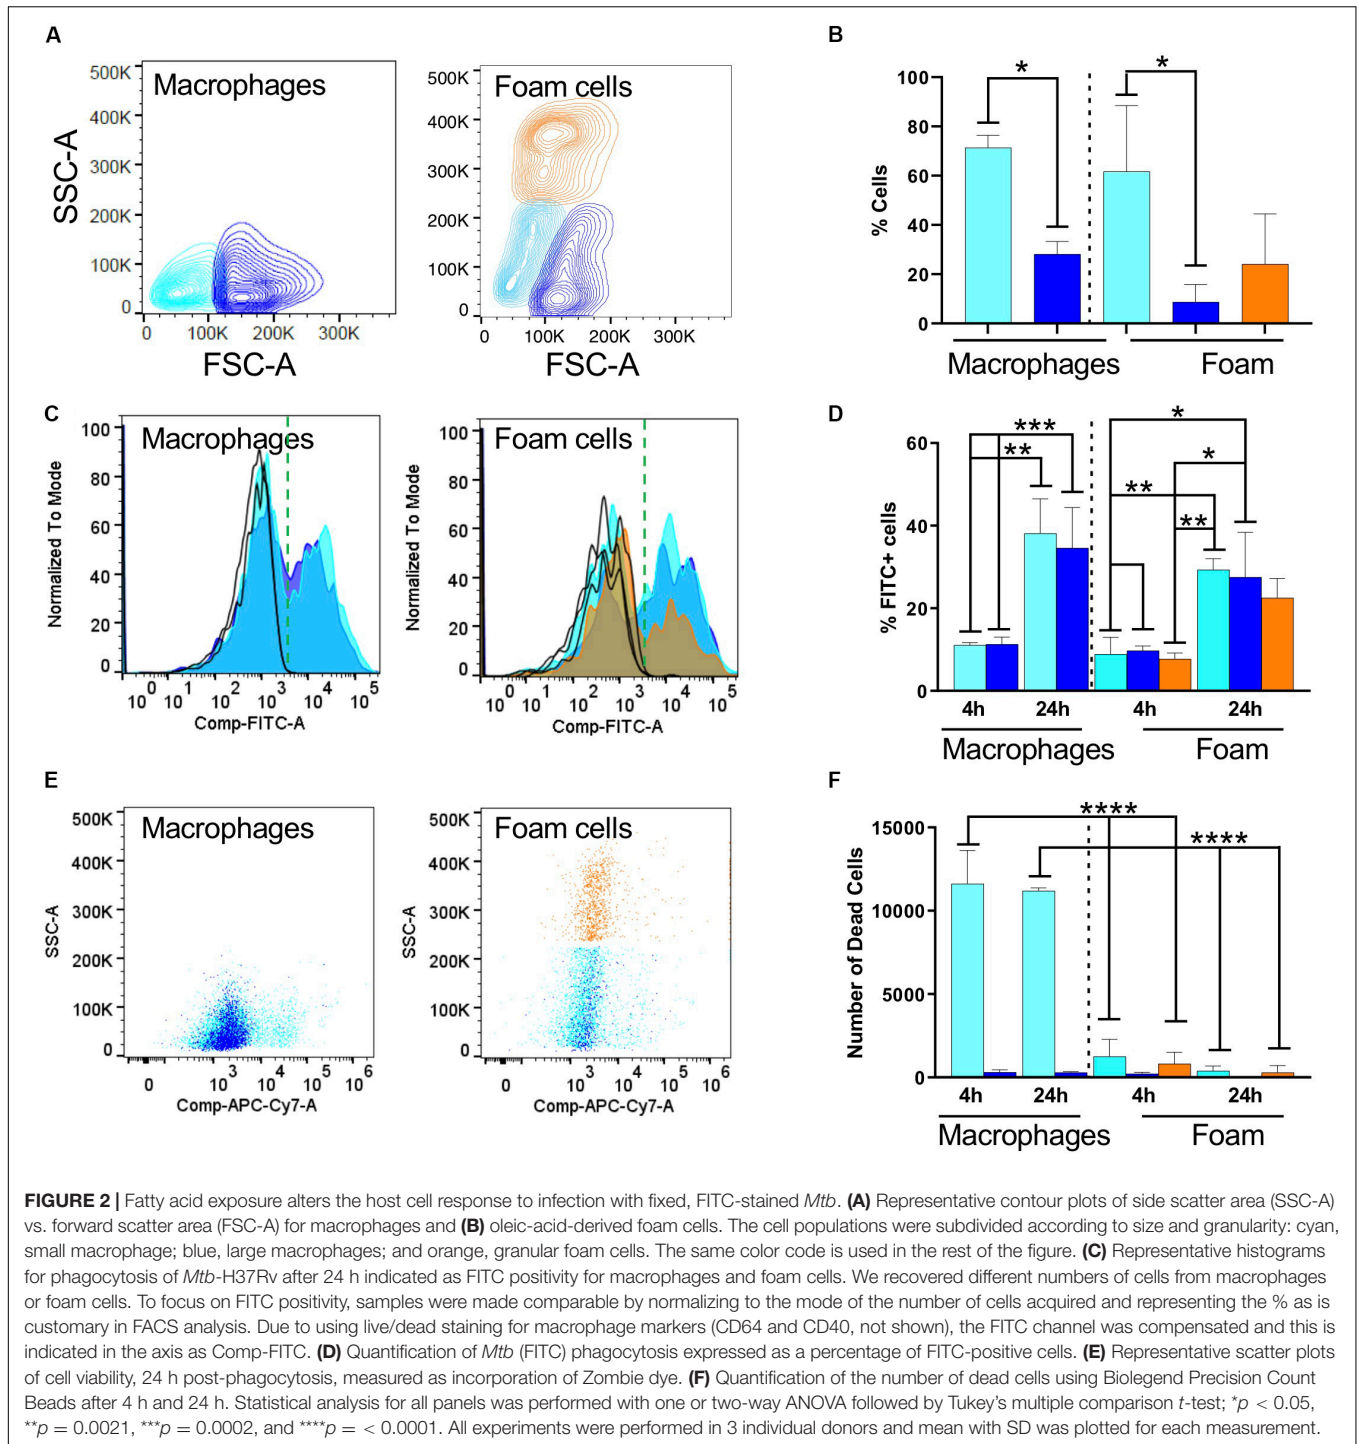 A
Macrophages
500K
400K
300K
200K
100K
0
SSC-A
0 100K 200K 300K
FSC-A
Foam cells
500K
400K
300K
200K
100K
0
0 100K 200K 300K
FSC-A
B
100
80
60
40
20
0
% Cells
* *
Macrophages Foam
C
Macrophages
100
80
60
40
20
0
Normalized To Mode
10 0 10 1 10 2 10 3 10 4 10 5
Comp-FITC-A
Foam cells
100
80
60
40
20
0
Normalized To Mode
10 0 10 1 10 2 10 3 10 4 10 5
Comp-FITC-A
D
60
40
20
0
% FITC+ cells
*** ** * * ** **
4h 24h 4h 24h
Macrophages Foam
E
Macrophages
500K
400K
300K
200K
100K
0
SSC-A
0 10 3 10 4 10 5 10 6
Comp-APC-Cy7-A
Foam cells
500K
400K
300K
200K
100K
0
SSC-A
0 10 3 10 4 10 5 10 6
Comp-APC-Cy7-A
F
15000
10000
5000
0
Number of Dead Cells
**** ****
4h 24h 4h 24h
Macrophages Foam
FIGURE 2 | Fatty acid exposure alters the host cell response to infection with fixed, FITC-stained Mtb. (A) Representative contour plots of side scatter area (SSC-A)
vs. forward scatter area (FSC-A) for macrophages and (B) oleic-acid-derived foam cells. The cell populations were subdivided according to size and granularity: cyan,
small macrophage; blue, large macrophages; and orange, granular foam cells. The same color code is used in the rest of the figure. (C) Representative histograms
for phagocytosis of Mtb-H37Rv after 24 h indicated as FITC positivity for macrophages and foam cells. We recovered different numbers of cells from macrophages
or foam cells. To focus on FITC positivity, samples were made comparable by normalizing to the mode of the number of cells acquired and representing the % as is
customary in FACS analysis. Due to using live/dead staining for macrophage markers (CD64 and CD40, not shown), the FITC channel was compensated and this is
indicated in the axis as Comp-FITC. (D) Quantification of Mtb (FITC) phagocytosis expressed as a percentage of FITC-positive cells. (E) Representative scatter plots
of cell viability, 24 h post-phagocytosis, measured as incorporation of Zombie dye. (F) Quantification of the number of dead cells using Biolegend Precision Count
Beads after 4 h and 24 h. Statistical analysis for all panels was performed with one or two-way ANOVA followed by Tukey's multiple comparison t-test; *p < 0.05,
**p = 0.0021, ***p = 0.0002, and ****p = < 0.0001. All experiments were performed in 3 individual donors and mean with SD was plotted for each measurement.